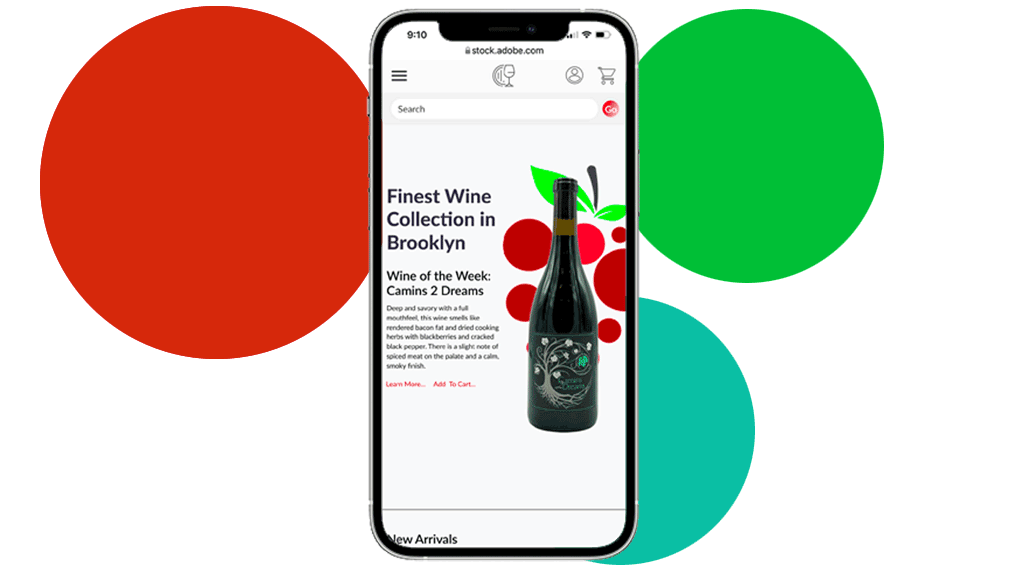 9:10
stock.adobe.com
Search
Go
Finest Wine
Collection in
Brooklyn
Wine of the Week:
Camins 2 Dreams
Deep and savory with a full
mouthfeel, this wine smells like
rendered bacon fat and dried cooking
herbs with blackberries and cracked
black pepper. There is a slight note of
spiced meat on the palate and a calm,
smoky finish.
Learn More... Add To Cart...
Camins
2 Dreams
New Arrivals